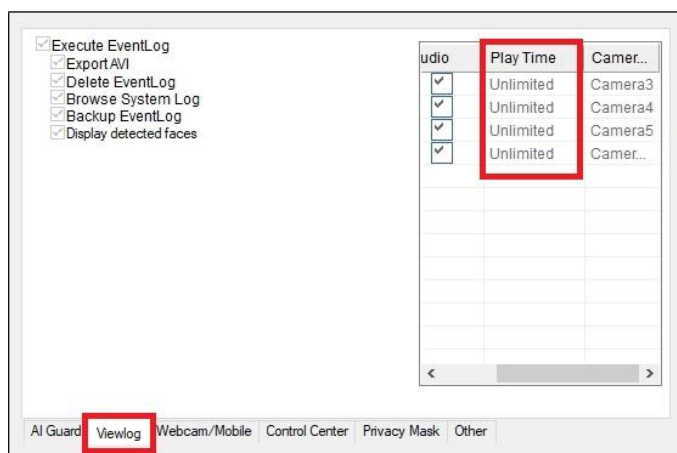 Execute EventLog
Export AVI
Delete EventLog
Browse System Log
Backup EventLog
Display detected faces
udio Play Time Camer...
Unlimited Camera3
Unlimited Camera4
Unlimited Camera5
Unlimited Camer...
AI Guard Viewlog Webcam/Mobile Control Center Privacy Mask Other